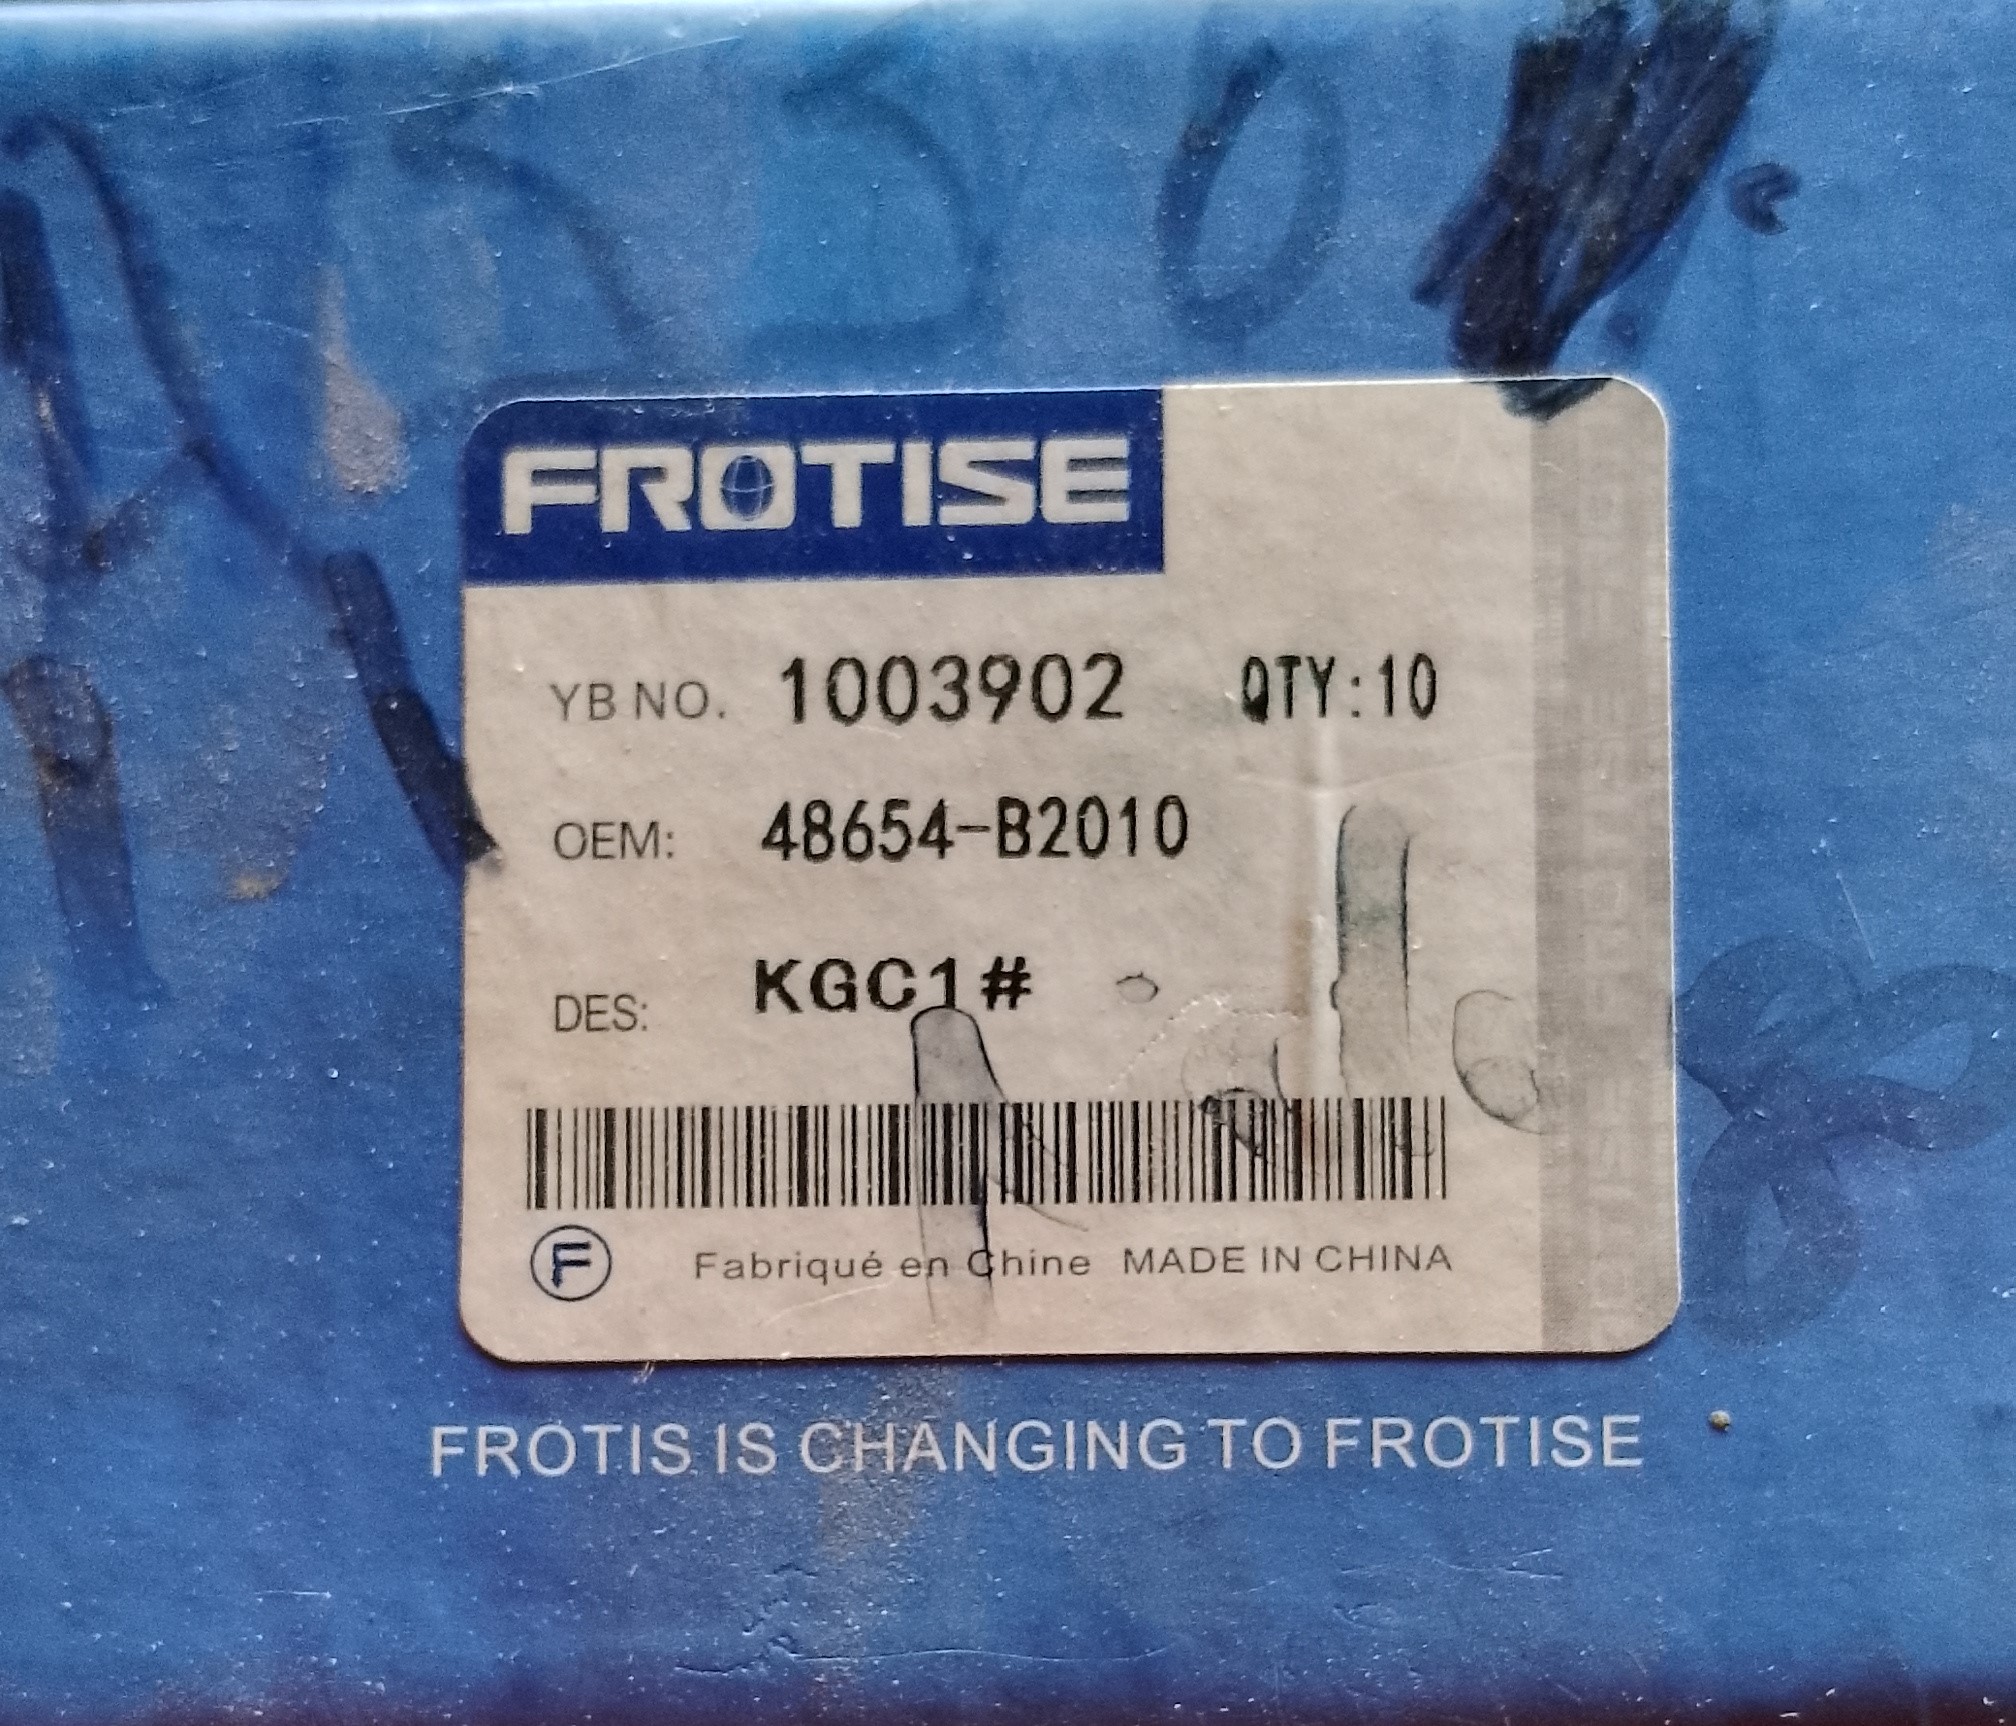 FROTISE
YB NO. 1003902 QTY:10
OEM: 48654-B2010
DES: KGC1#
F
Fabriqué en Chine MADE IN CHINA
FROTIS IS CHANGING TO FROTISE